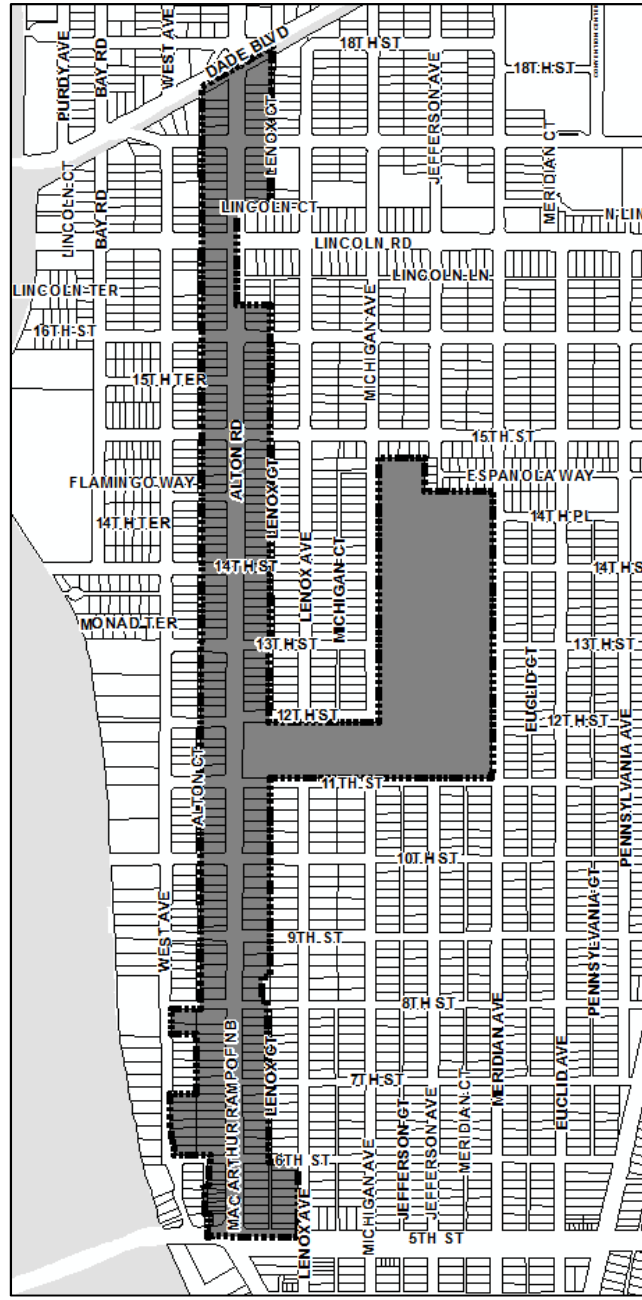 DADE BLVD
PURDY AVE
BAY RD
WEST AVE
18TH ST
18TH ST
CONVENTION CENTER
JEFFERSON AVE
LENOX CT
MERIDIAN CT
LINCOLN CT
BAY RD
LINCOLN CT
N LIN
LINCOLN RD
LINCOLN LN
LINCOLN TER
MICHIGAN AVE
16TH ST
15TH TER
ALTON RD
15TH ST
FLAMINGO WAY
LENOX CT
ESPANOLA WAY
14TH TER
14TH PL
14TH ST
LENOX AVE
MICHIGAN CT
14TH S
MONAD TER
13TH ST
13TH ST
EUCLID CT
12TH ST
12TH ST
PENNSYLVANIA AVE
ALTON CT
11TH ST
10TH ST
WEST AVE
9TH ST
PENNSYLVANIA CT
8TH ST
MERIDIAN AVE
MACARTHUR RAMP OF NB
LENOX CT
7TH ST
EUCLID AVE
JEFFERSON CT
JEFFERSON AVE
MERIDIAN CT
6TH ST
LENOX AVE
MICHIGAN AVE
5TH ST